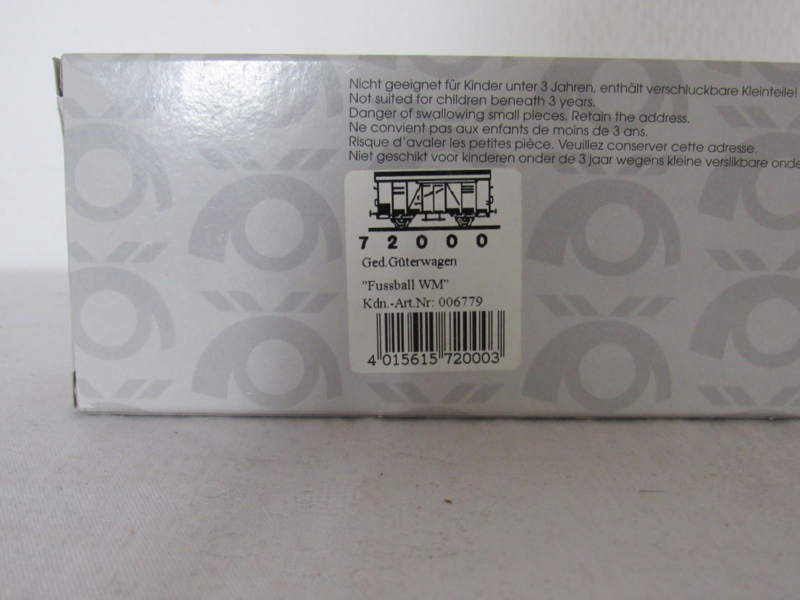 Nicht geeignet für Kinder unter 3 Jahren, enthält verschluckbare Kleinteile!
Not suited for children beneath 3 years.
Danger of swallowing small pieces. Retain the address.
Ne convient pas aux enfants de moins de 3 ans.
Risque d'avaler les petites pièce. Veuillez conserver cette adresse.
Niet geschikt voor kinderen onder de 3 jaar wegens kleine verslikbare onde
72000
Ged.Güterwagen
"Fussball WM"
Kdn.-Art.Nr: 006779
4 015615 720003